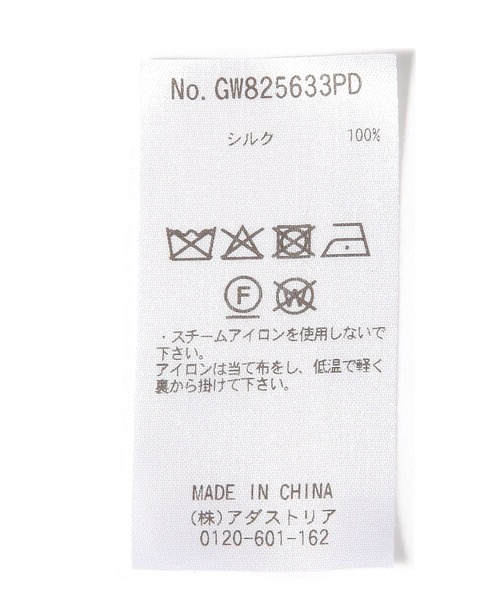 No. GW825633PD
シルク 100%
F
W
・スチームアイロンを使用しないで
下さい。
アイロンは当て布をし、低温で軽く
裏から掛けて下さい。
MADE IN CHINA
(株)アダストリア
0120-601-162